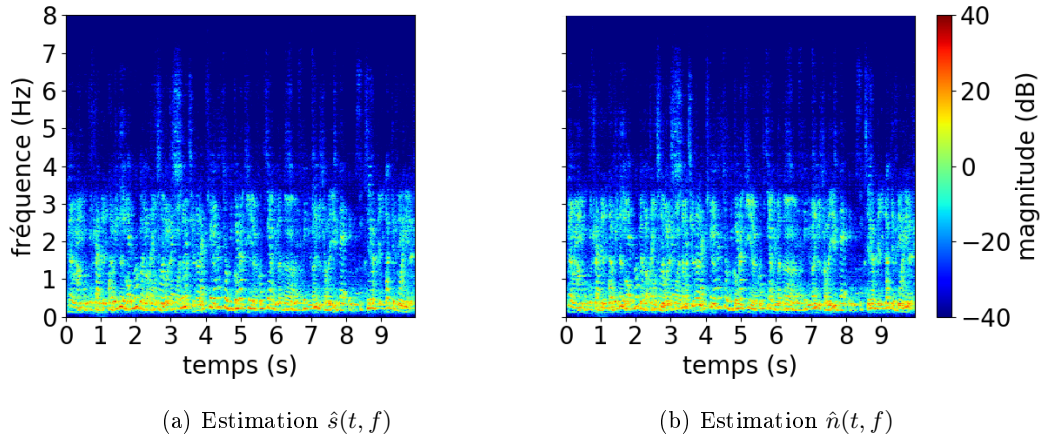 8
7
6
5
4
3
2
1
0
fréquence (Hz)
0 1 2 3 4 5 6 7 8 9
temps (s)
0 1 2 3 4 5 6 7 8 9
temps (s)
40
20
0
−20
−40
magnitude (dB)
(a) Estimation ŝ(t, f)
(b) Estimation n̂(t, f)